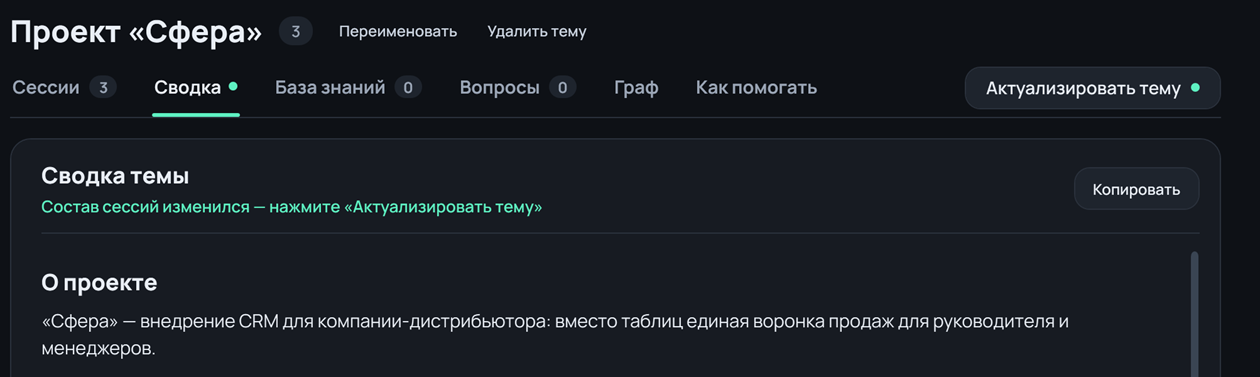 Проект «Сфера» 3 Переименовать Удалить тему
Сессии 3 Сводка База знаний 0 Вопросы 0 Граф Как помогать Актуализировать тему
Сводка темы
Копировать
Состав сессий изменился — нажмите «Актуализировать тему»
О проекте
«Сфера» — внедрение CRM для компании-дистрибьютора: вместо таблиц единая воронка продаж для руководителя и
менеджеров.